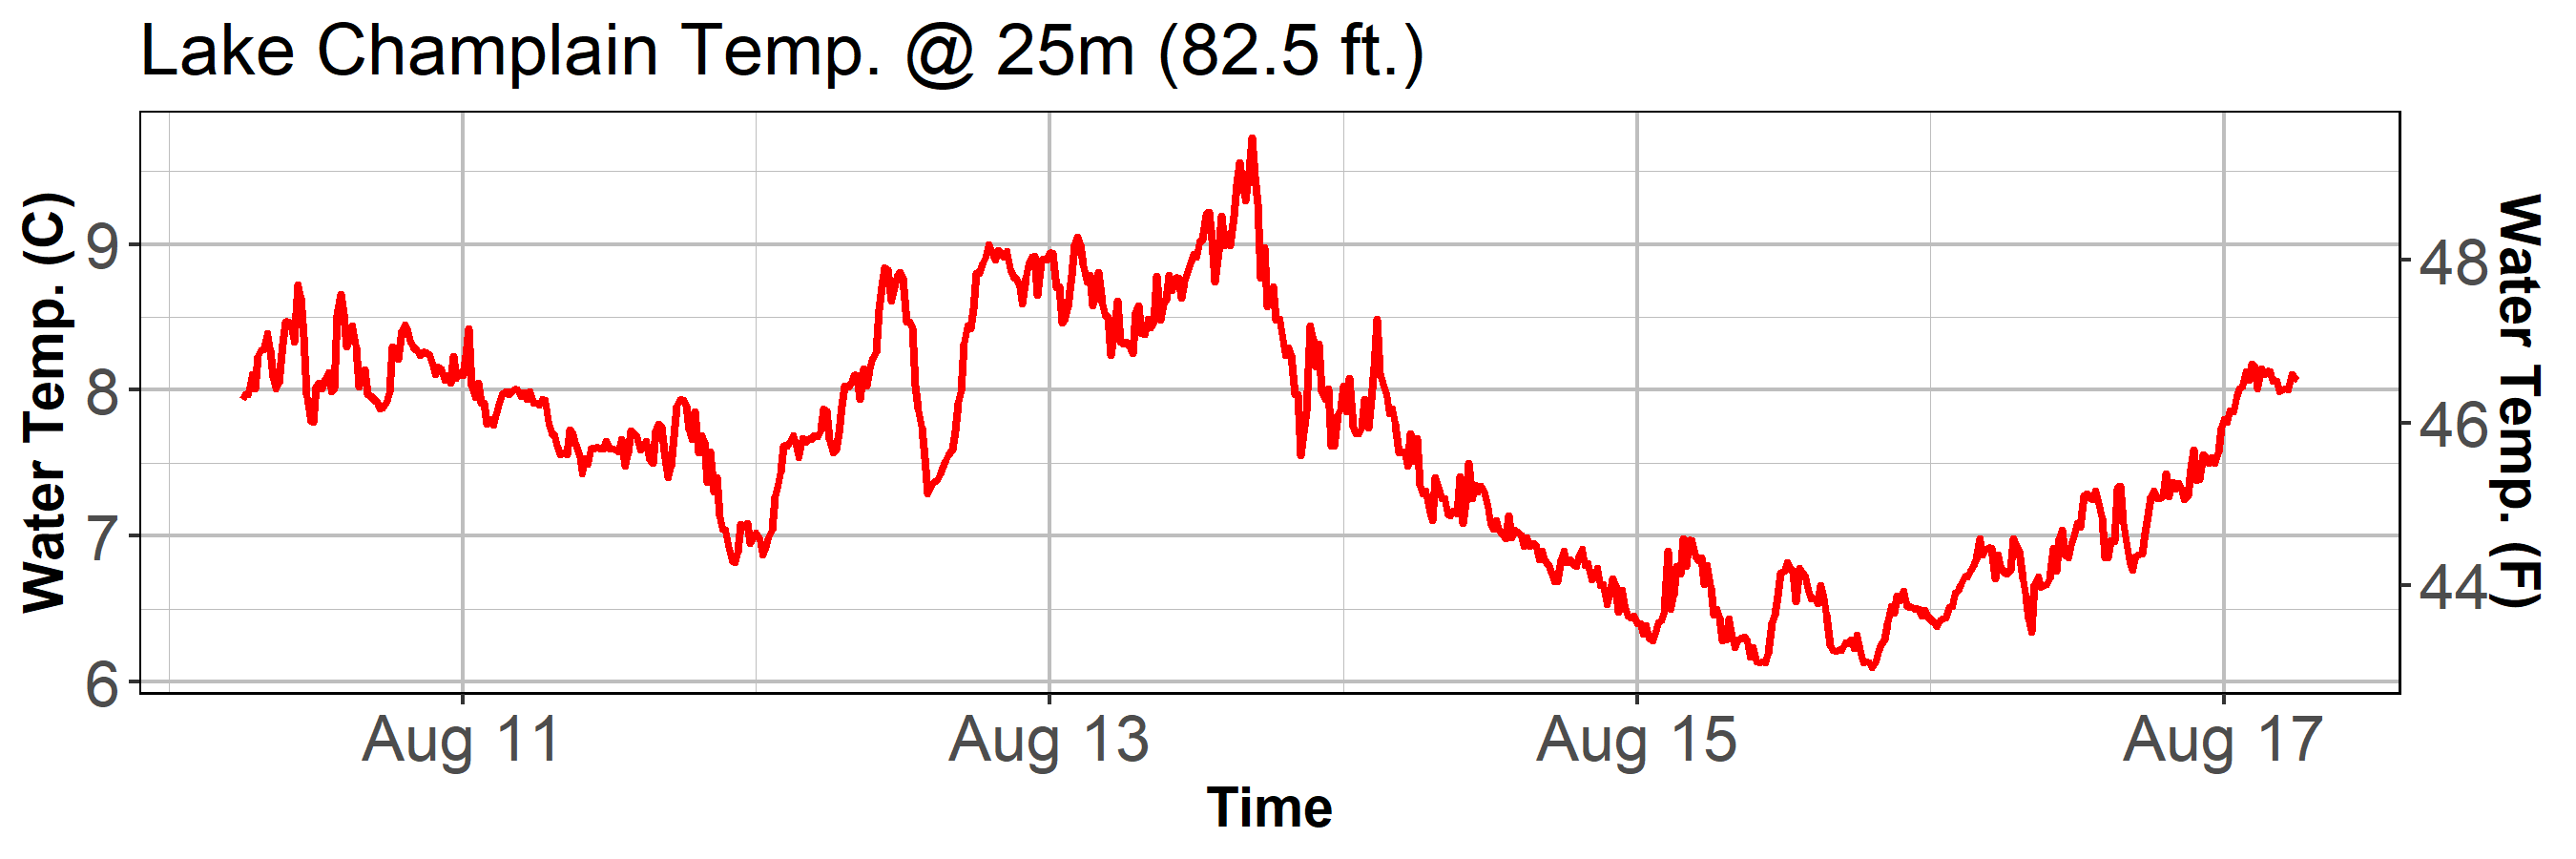 Lake Champlain Temp. @ 25m (82.5 ft.)
Water Temp. (C)
9
8
7
6
48
46
44
Water Temp. (F)
Aug 11
Aug 13
Aug 15
Aug 17
Time